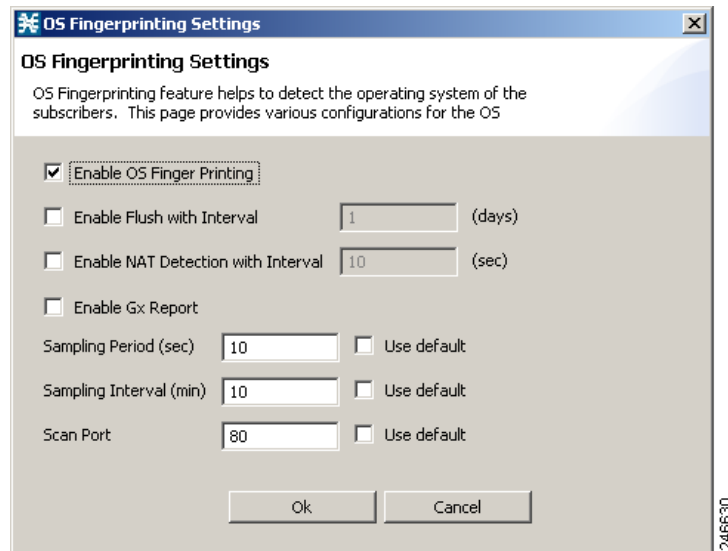 OS Fingerprinting Settings
OS Fingerprinting Settings
OS Fingerprinting feature helps to detect the operating system of the
subscribers. This page provides various configurations for the OS
Enable OS Finger Printing
Enable Flush with Interval 1 (days)
Enable NAT Detection with Interval 10 (sec)
Enable Gx Report
Sampling Period (sec) 10 Use default
Sampling Interval (min) 10 Use default
Scan Port 80 Use default
Ok Cancel
246630